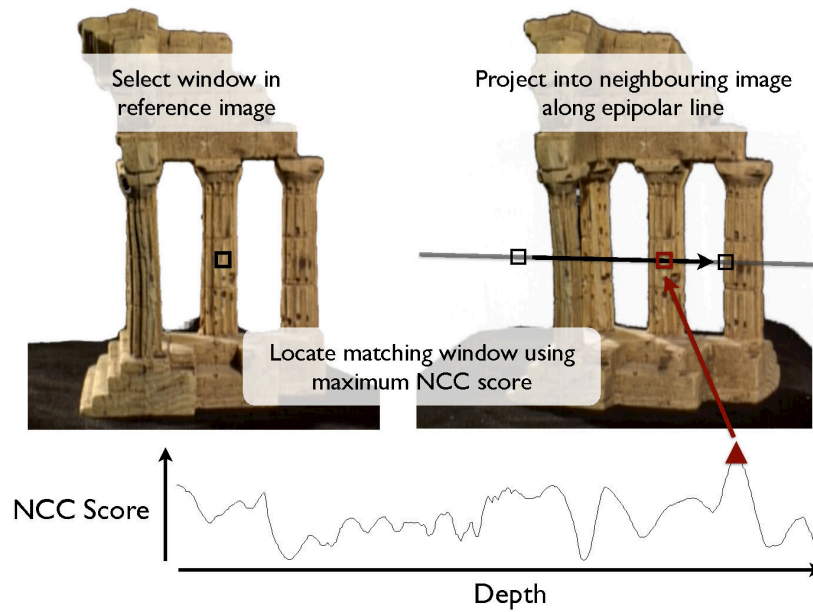 Select window in
reference image
Project into neighbouring image
along epipolar line
Locate matching window using
maximum NCC score
NCC Score
Depth